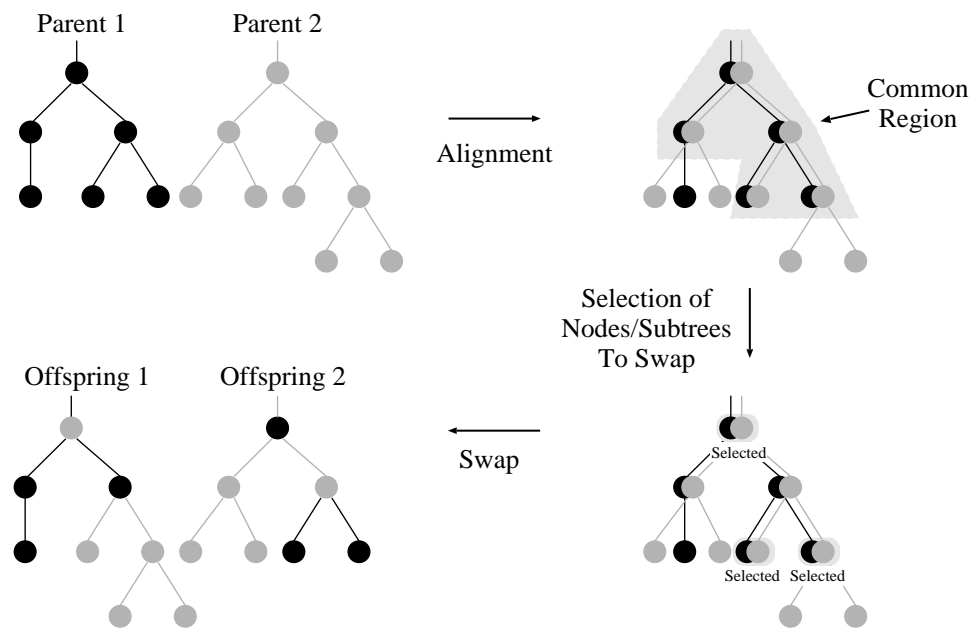 Parent 1
Parent 2
Alignment
Common
Region
Selection of
Nodes/Subtrees
To Swap
Offspring 1
Offspring 2
Swap
Selected
Selected
Selected